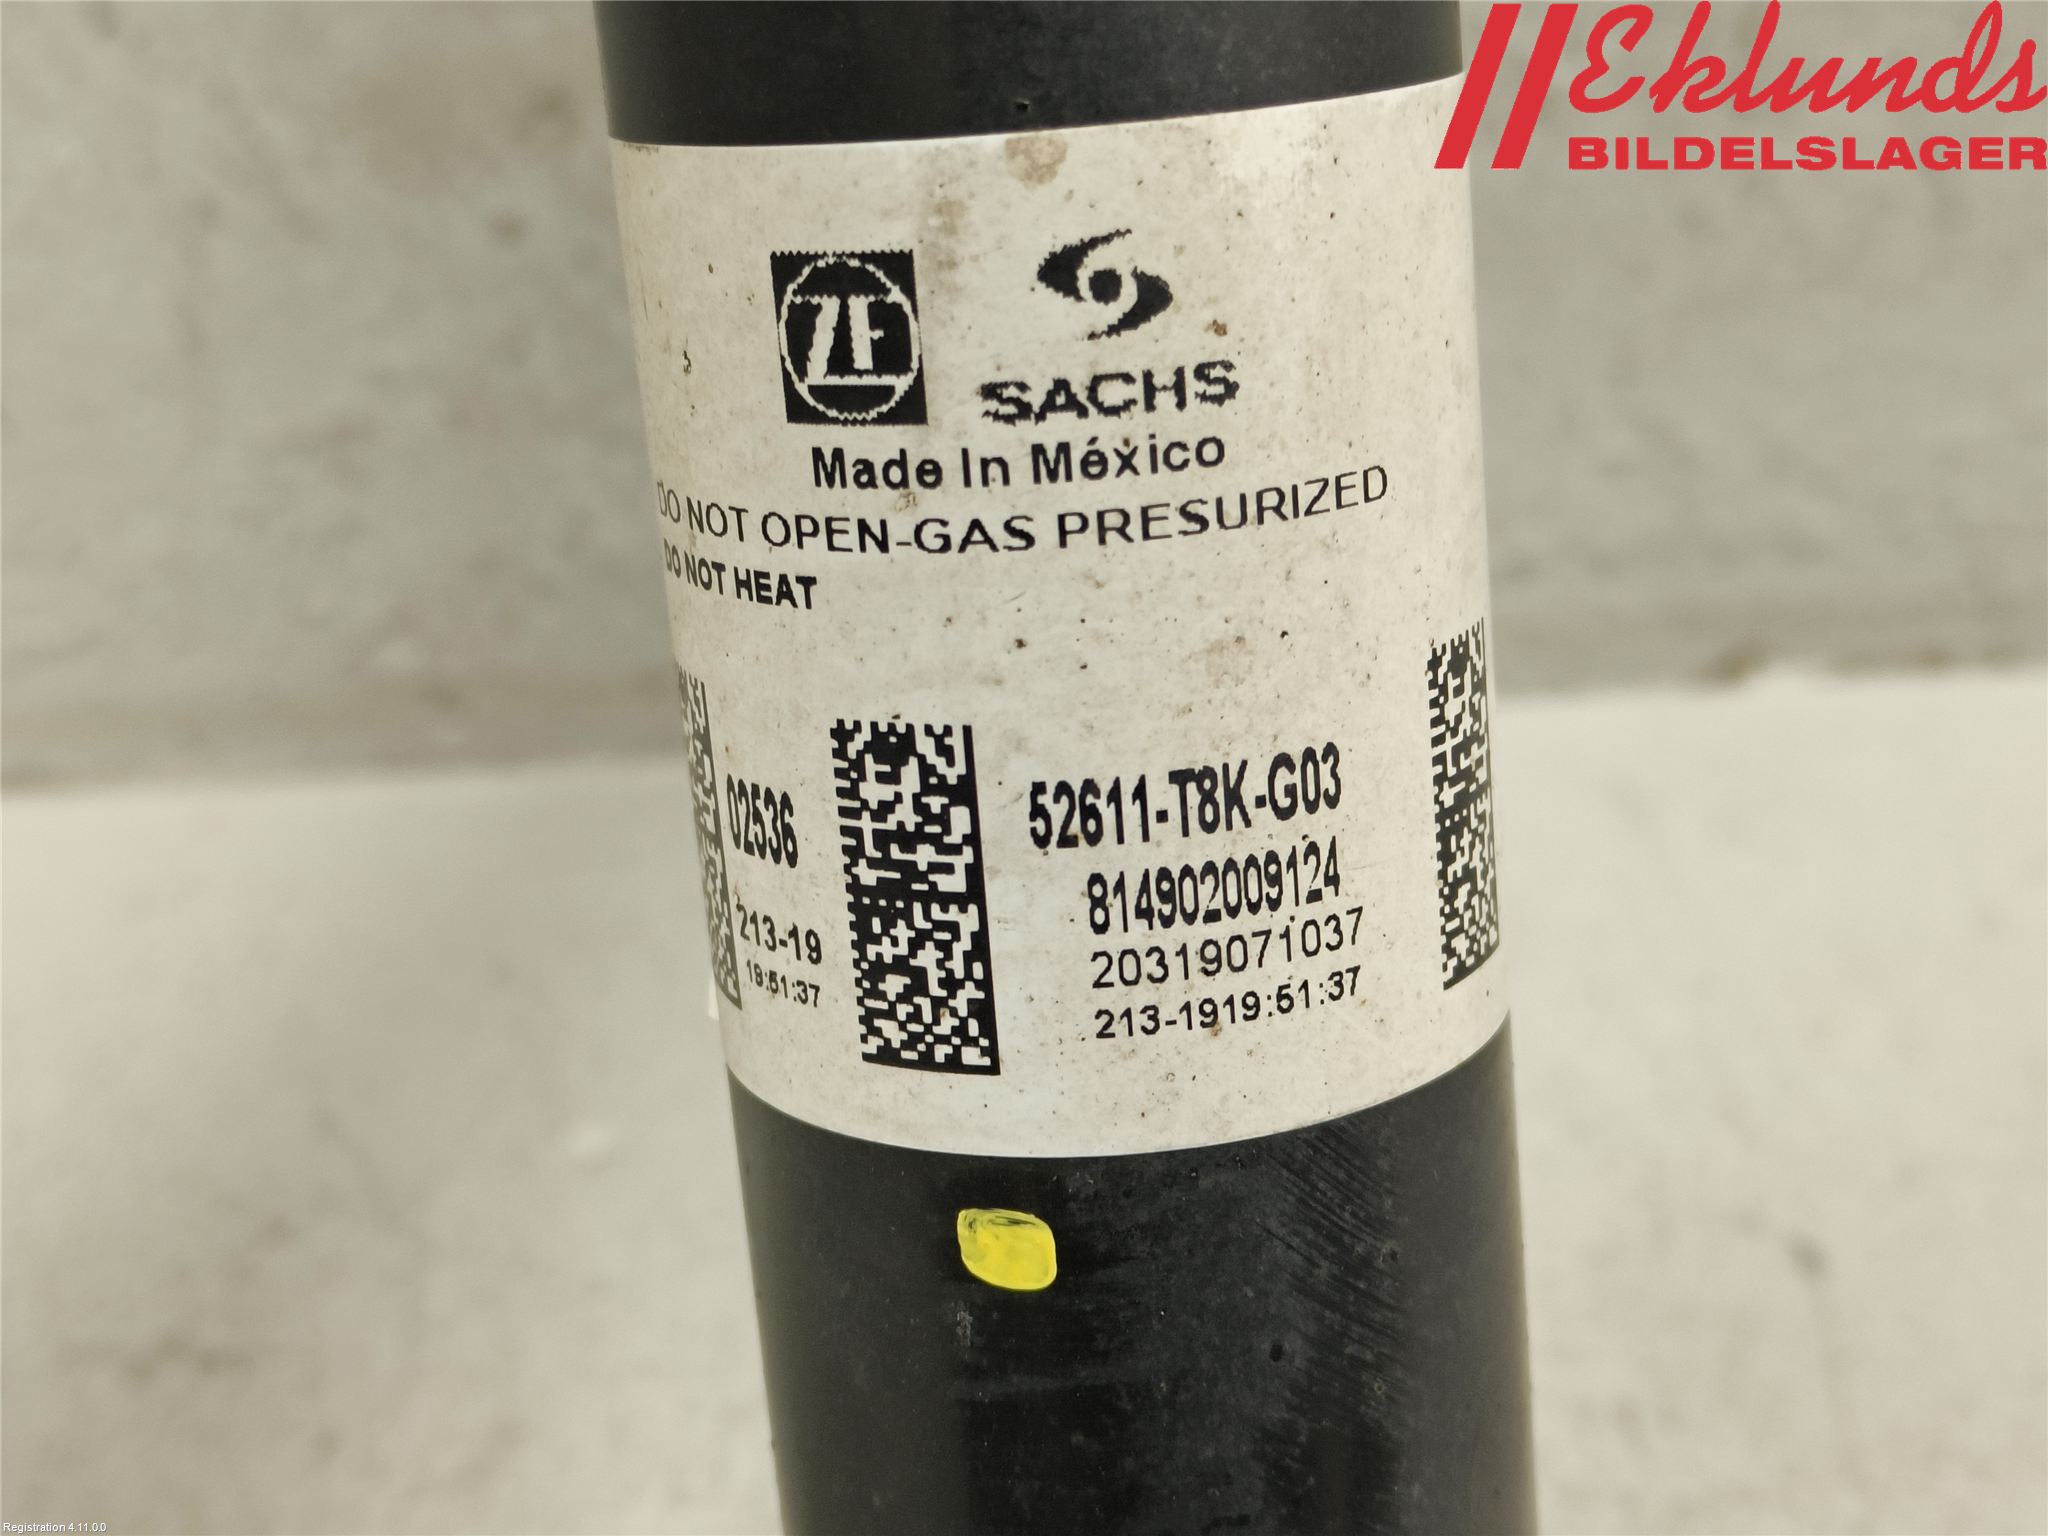 Eklunds
BILDELSLAGER
ZF
SACHS
Made In México
DO NOT OPEN-GAS PRESURIZED
DO NOT HEAT
02536
213-19
19:51:37
52611-T8K-G03
814902009124
20319071037
213-1919:51:37
Registration 4.11.0.0